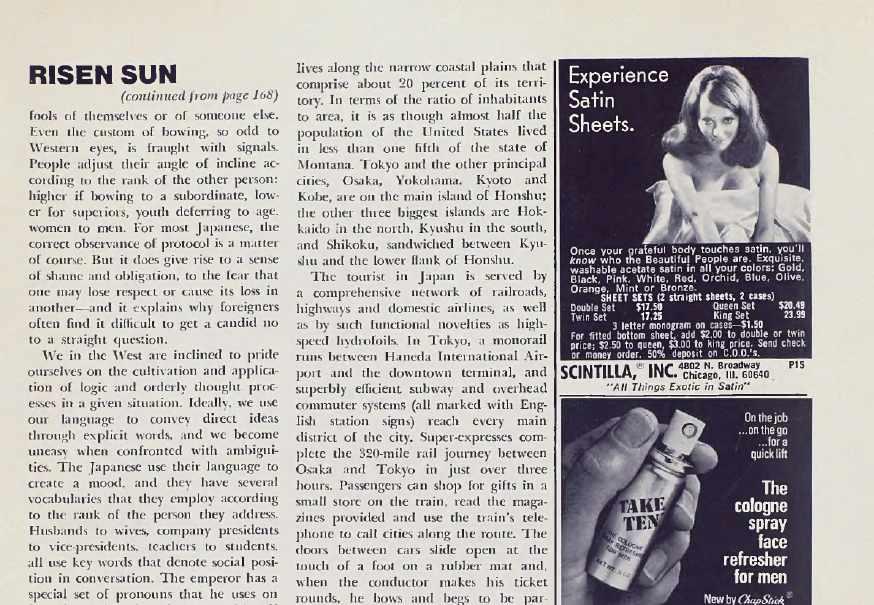 RISEN SUN
(continued from page 168)
fools of themselves or of someone else.
Even the custom of bowing, so odd to
Western eyes, is fraught with signals.
People adjust their angle of incline ac-
cording to the rank of the other person:
higher if bowing to a subordinate, low-
er for superiors, youth deferring to age,
women to men. For most Japanese, the
correct observance of protocol is a matter
of course. But it does give rise to a sense
of shame and obligation, to the fear that
one may lose respect or cause its loss in
another—and it explains why foreigners
often find it difficult to get a candid no
to a straight question.
We in the West are inclined to pride
ourselves on the cultivation and applica-
tion of logic and orderly thought proc-
esses in a given situation. Ideally, we use
our language to convey direct ideas
through explicit words, and we become
uneasy when confronted with ambigui-
ties. The Japanese use their language to
create a mood, and they have several
vocabularies that they employ according
to the rank of the person they address.
Husbands to wives, company presidents
to vice-presidents, teachers to students,
all use key words that denote social posi-
tion in conversation. The emperor has a
special set of pronouns that he uses on
lives along the narrow coastal plains that
comprise about 20 percent of its terri-
tory. In terms of the ratio of inhabitants
to area, it is as though almost half the
population of the United States lived
in less than one fifth of the state of
Montana. Tokyo and the other principal
cities, Osaka, Yokohama, Kyoto and
Kobe, are on the main island of Honshu;
the other three biggest islands are Hok-
kaido in the north, Kyushu in the south,
and Shikoku, sandwiched between Kyu-
shu and the lower flank of Honshu.
The tourist in Japan is served by
a comprehensive network of railroads,
highways and domestic airlines, as well
as by such functional novelties as high-
speed hydrofoils. In Tokyo, a monorail
runs between Haneda International Air-
port and the downtown terminal, and
superbly efficient subway and overhead
commuter systems (all marked with Eng-
lish station signs) reach every main
district of the city. Super-expresses com-
plete the 320-mile rail journey between
Osaka and Tokyo in just over three
hours. Passengers can shop for gifts in a
small store on the train, read the maga-
zines provided and use the train's tele-
phone to call cities along the route. The
doors between cars slide open at the
touch of a foot on a rubber mat and,
when the conductor makes his ticket
rounds, he bows and begs to be par-
Experience
Satin
Sheets.
Once your grateful body touches satin, you'll
know who the Beautiful People are. Exquisite,
washable acetate satin in all your colors: Gold,
Black, Pink, White, Red, Orchid, Blue, Olive,
Orange, Mint or Bronze.
SHEET SETS (2 straight sheets, 2 cases)
Double Set $17.50 Queen Set $20.49
Twin Set 17.25 King Set 23.99
3 letter monogram on cases—$1.50
For fitted bottom sheet, add $2.00 to double or twin
price; $2.50 to queen, $3.00 to king price. Send check
or money order. 50% deposit on C.O.D.'s.
SCINTILLA,® INC. 4802 N. Broadway P15
Chicago, Ill. 60640
"All Things Exotic in Satin"
On the job
...on the go
...for a
quick lift
The
cologne
spray
face
refresher
for men
New by ChapStick®
TAKE
TEN